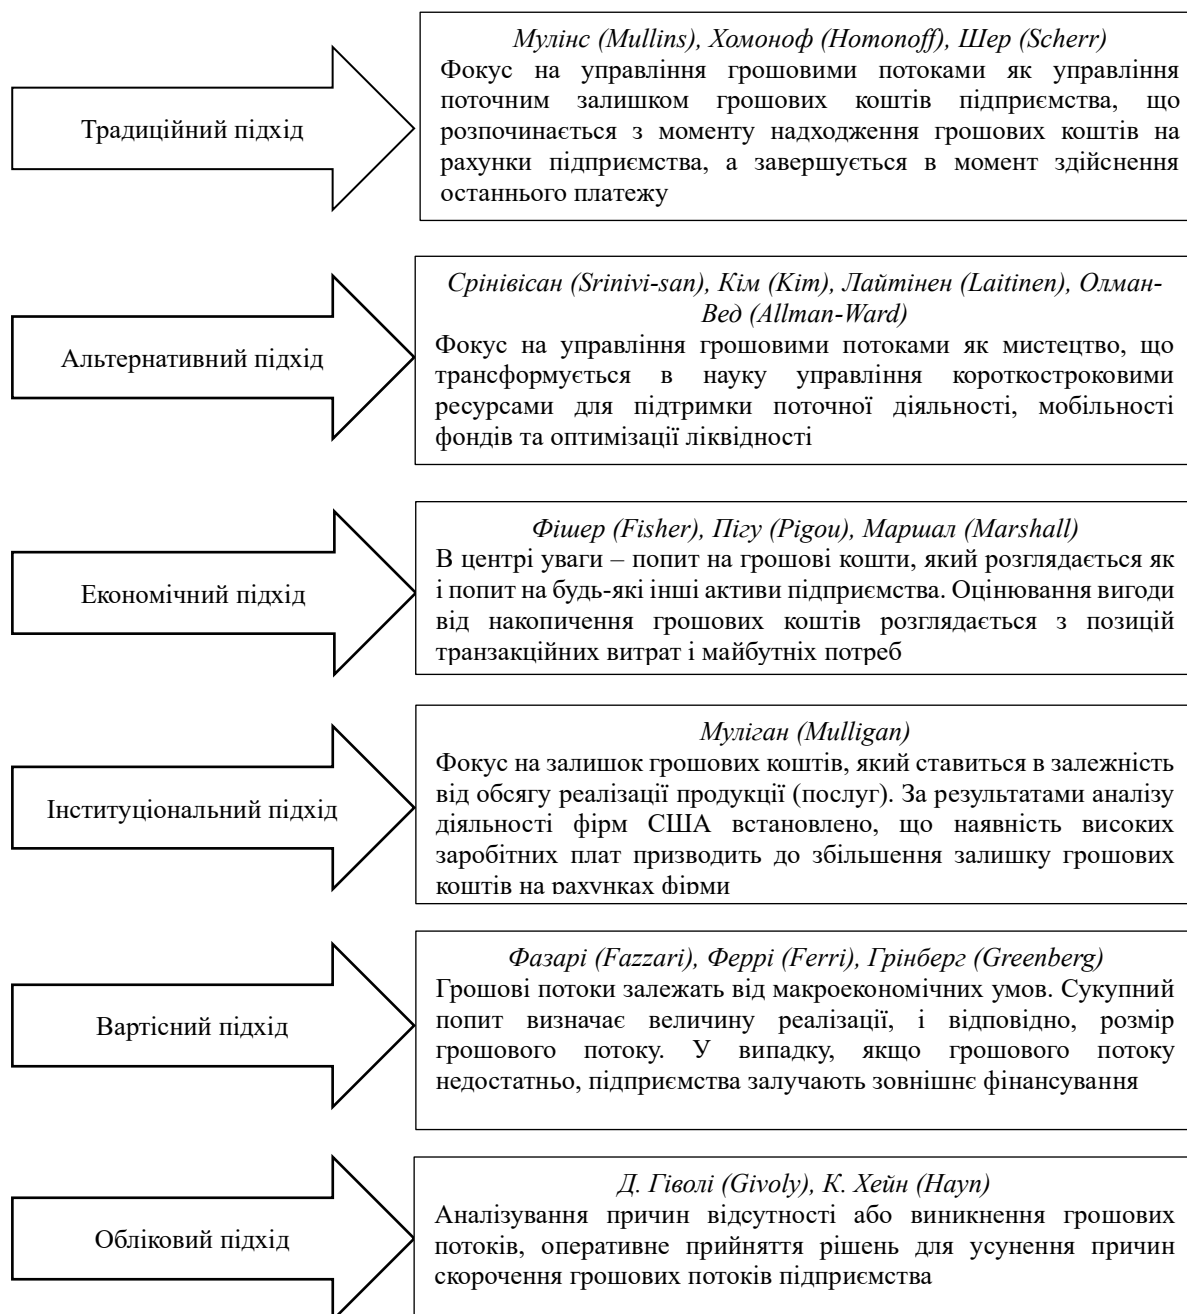 Традиційний підхід
Мулінс (Mullins), Хомоноф (Homonoff), Шер (Scherr)
Фокус на управління грошовими потоками як управління
поточним залишком грошових коштів підприємства, що
розпочинається з моменту надходження грошових коштів на
рахунки підприємства, а завершується в момент здійснення
останнього платежу
Альтернативний підхід
Срінівісан (Srinivi-san), Кім (Kim), Лайтінен (Laitinen), Олман-
Вед (Allman-Ward)
Фокус на управління грошовими потоками як мистецтво, що
трансформується в науку управління короткостроковими
ресурсами для підтримки поточної діяльності, мобільності
фондів та оптимізації ліквідності
Економічний підхід
Фішер (Fisher), Пігу (Pigou), Маршал (Marshall)
В центрі уваги – попит на грошові кошти, який розглядається як
і попит на будь-які інші активи підприємства. Оцінювання вигоди
від накопичення грошових коштів розглядається з позицій
транзакційних витрат і майбутніх потреб
Інституціональний підхід
Муліган (Mulligan)
Фокус на залишок грошових коштів, який ставиться в залежність
від обсягу реалізації продукції (послуг). За результатами аналізу
діяльності фірм США встановлено, що наявність високих
заробітних плат призводить до збільшення залишку грошових
коштів на рахунках фірми
Вартісний підхід
Фазарі (Fazzari), Феррі (Ferri), Грінберг (Greenberg)
Грошові потоки залежать від макроекономічних умов. Сукупний
попит визначає величину реалізації, і відповідно, розмір
грошового потоку. У випадку, якщо грошового потоку
недостатньо, підприємства залучають зовнішнє фінансування
Обліковий підхід
Д. Гіволі (Givoly), К. Хейн (Hayn)
Аналізування причин відсутності або виникнення грошових
потоків, оперативне прийняття рішень для усунення причин
скорочення грошових потоків підприємства